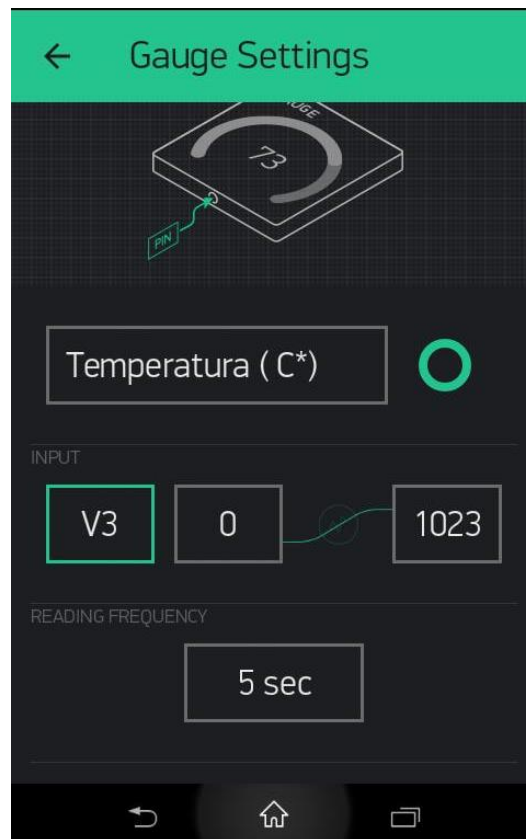 Gauge Settings
73
PIN
Temperatura ( C*)
INPUT
V3 0 1023
READING FREQUENCY
5 sec